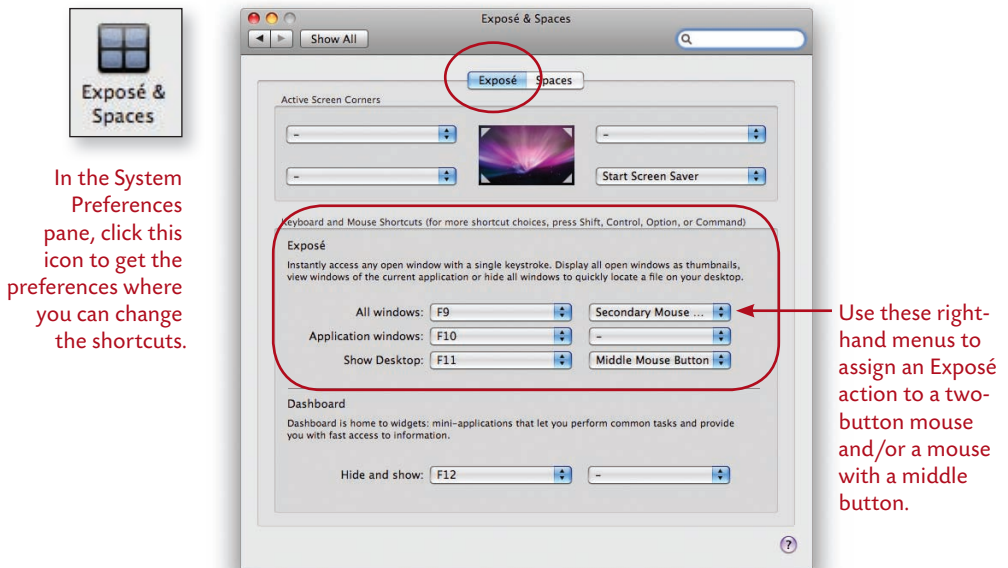 Exposé & Spaces
Show All
Exposé &
Spaces
Exposé
Spaces
Active Screen Corners
–
–
–
Start Screen Saver
In the System
Preferences
pane, click this
icon to get the
preferences where
you can change
the shortcuts.
Keyboard and Mouse Shortcuts (for more shortcut choices, press Shift, Control, Option, or Command)
Exposé
Instantly access any open window with a single keystroke. Display all open windows as thumbnails,
view windows of the current application or hide all windows to quickly locate a file on your desktop.
All windows: F9 Secondary Mouse ...
Application windows: F10 –
Show Desktop: F11 Middle Mouse Button
Use these right-
hand menus to
assign an Exposé
action to a two-
button mouse
and/or a mouse
with a middle
button.
Dashboard
Dashboard is home to widgets: mini-applications that let you perform common tasks and provide
you with fast access to information.
Hide and show: F12 –
?